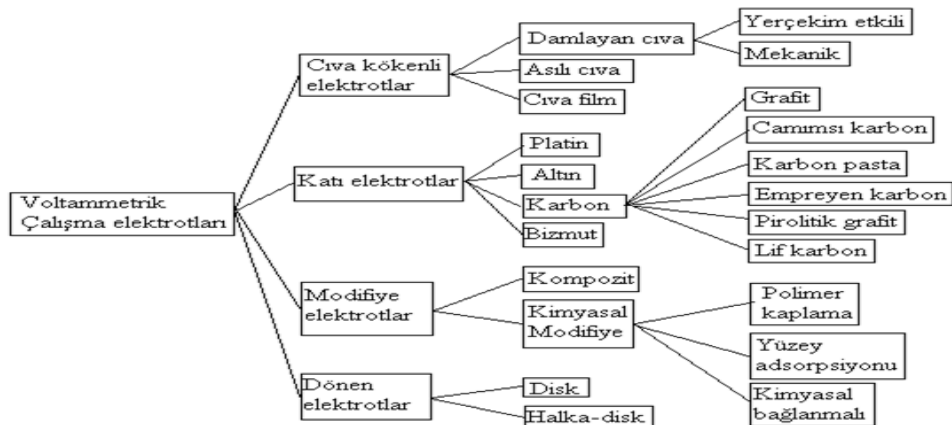 Voltammetrik
Çalışma elektrotları
Cıva kökenli
elektrotlar
Damlayan cıva
Yerçekim etkili
Mekanik
Asılı cıva
Cıva film
Katı elektrotlar
Platin
Altın
Karbon
Bizmut
Grafit
Camımsı karbon
Karbon pasta
Empreyen karbon
Pirolitik grafit
Lif karbon
Modifiye
elektrotlar
Kompozit
Kimyasal
Modifiye
Polimer
kaplama
Yüzey
adsorpsiyonu
Kimyasal
bağlanmalı
Dönen
elektrotlar
Disk
Halka-disk